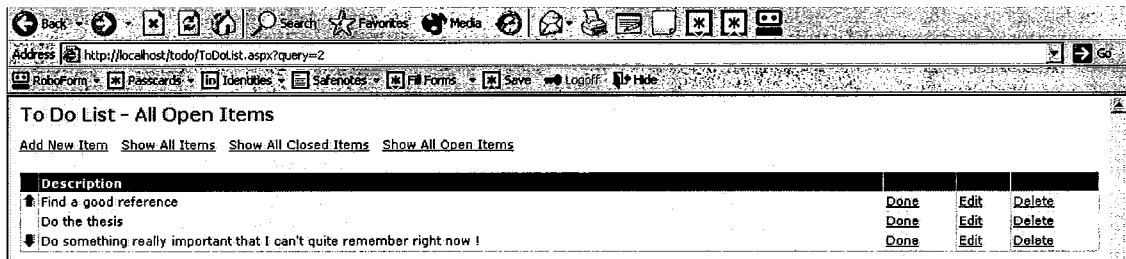 Back Search Favorites Media
Address http://localhost/todo/ToDoList.aspx?query=2 Go
RoboForm Passcards Identities Safenotes Fill Forms Save Logoff Hide
To Do List - All Open Items
Add New Item Show All Items Show All Closed Items Show All Open Items
Description
Find a good reference Done Edit Delete
Do the thesis Done Edit Delete
Do something really important that I can't quite remember right now ! Done Edit Delete